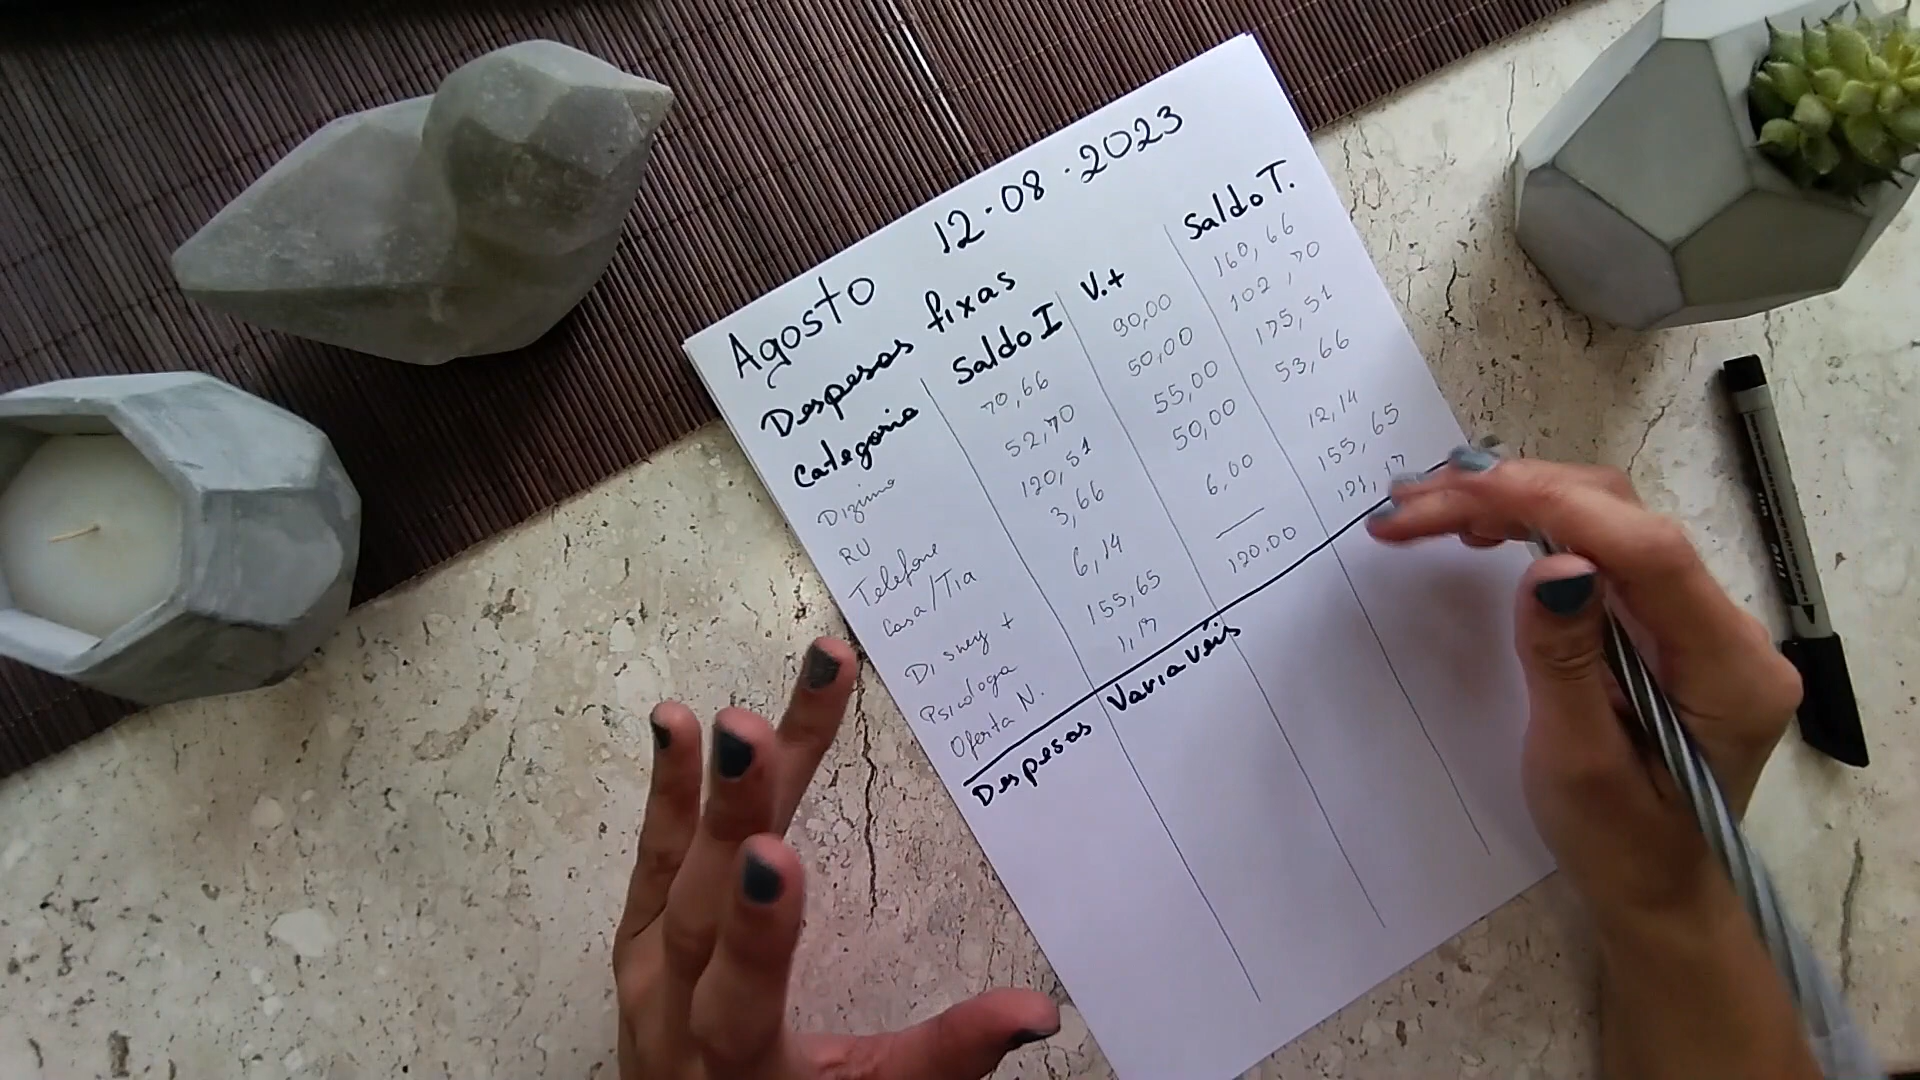 Agosto 12.08.2023
Despesas fixas
Categoria Saldo I V.+ Saldo T.
Dizimo 70,66 90,00 160,66
RU 52,70 50,00 102,70
Telefone 120,51 55,00 175,51
Casa/Tia 3,66 50,00 53,66
Disney + 6,14 6,00 12,14
Psicologa 155,65 — 155,65
Oferta N. 1,17 120.00 121,17
Despesas Variavéis